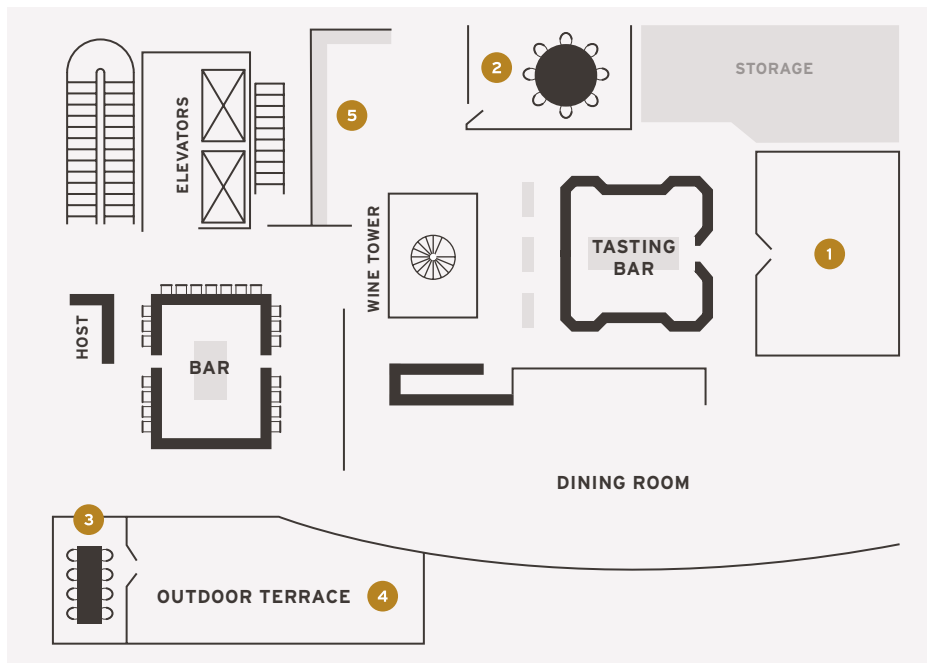 2
STORAGE
5
ELEVATORS
WINE TOWER
TASTING
BAR
1
HOST
BAR
DINING ROOM
3
OUTDOOR TERRACE 4